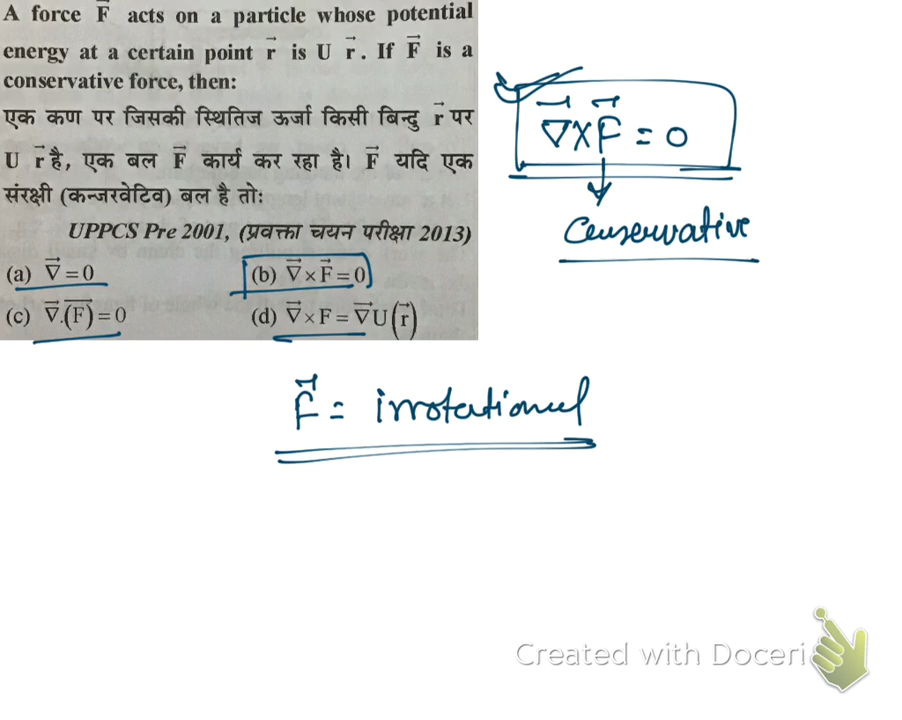 A force F⃗ acts on a particle whose potential
energy at a certain point r⃗ is U r⃗. If F⃗ is a
conservative force, then:
एक कण पर जिसकी स्थितिज ऊर्जा किसी बिन्दु r⃗ पर
U r⃗ है, एक बल F⃗ कार्य कर रहा है। F⃗ यदि एक
संरक्षी (कन्जरवेटिव) बल है तोः
UPPCS Pre 2001, (प्रवक्ता चयन परीक्षा 2013)
(a) ∇⃗=0 (b) ∇⃗×F⃗=0
(c) ∇⃗.(F⃗)=0 (d) ∇⃗×F=∇⃗U(r⃗)
∇⃗×F⃗ = 0
Conservative
F⃗ = irrotational
Created with Doceri